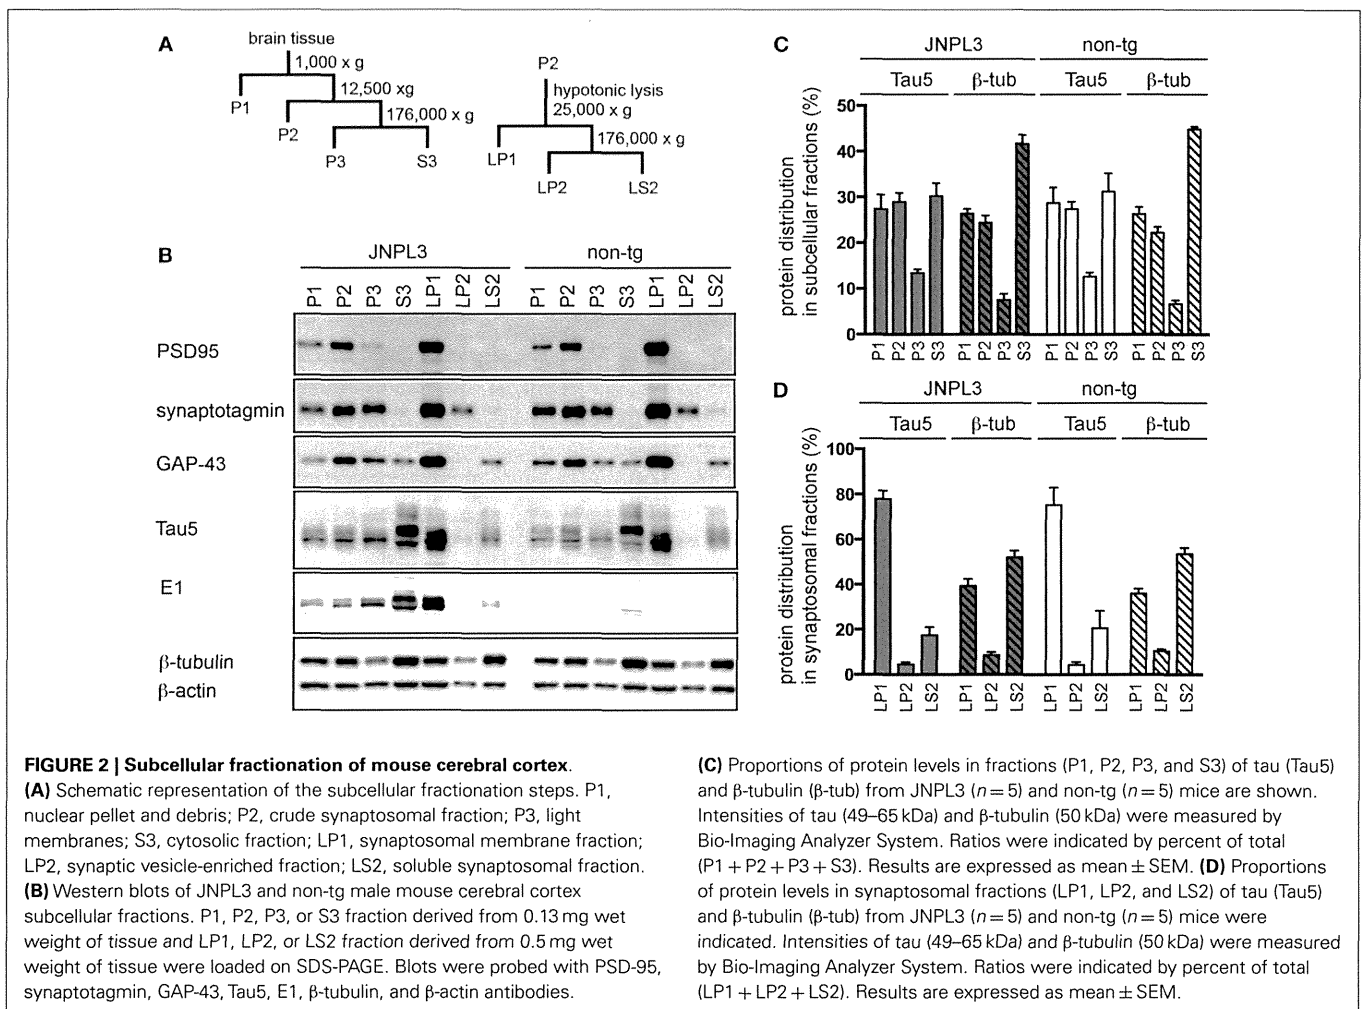 A
brain tissue
1,000 x g
12,500 xg
P1
P2
176,000 x g
P3
S3
P2
hypotonic lysis
25,000 x g
176,000 x g
LP1
LP2
LS2
B
JNPL3
non-tg
P1
P2
P3
S3
LP1
LP2
LS2
P1
P2
P3
S3
LP1
LP2
LS2
PSD95
synaptotagmin
GAP-43
Tau5
E1
β-tubulin
β-actin
C
JNPL3
non-tg
Tau5
β-tub
Tau5
β-tub
protein distribution
in subcellular fractions (%)
50
40
30
20
10
0
P1
P2
P3
S3
P1
P2
P3
S3
P1
P2
P3
S3
P1
P2
P3
S3
D
JNPL3
non-tg
Tau5
β-tub
Tau5
β-tub
protein distribution
in synaptosomal fractions (%)
100
80
60
40
20
0
LP1
LP2
LS2
LP1
LP2
LS2
LP1
LP2
LS2
LP1
LP2
LS2
FIGURE 2 | Subcellular fractionation of mouse cerebral cortex.
(A) Schematic representation of the subcellular fractionation steps. P1,
nuclear pellet and debris; P2, crude synaptosomal fraction; P3, light
membranes; S3, cytosolic fraction; LP1, synaptosomal membrane fraction;
LP2, synaptic vesicle-enriched fraction; LS2, soluble synaptosomal fraction.
(B) Western blots of JNPL3 and non-tg male mouse cerebral cortex
subcellular fractions. P1, P2, P3, or S3 fraction derived from 0.13 mg wet
weight of tissue and LP1, LP2, or LS2 fraction derived from 0.5 mg wet
weight of tissue were loaded on SDS-PAGE. Blots were probed with PSD-95,
synaptotagmin, GAP-43, Tau5, E1, β-tubulin, and β-actin antibodies.
(C) Proportions of protein levels in fractions (P1, P2, P3, and S3) of tau (Tau5)
and β-tubulin (β-tub) from JNPL3 (n = 5) and non-tg (n = 5) mice are shown.
Intensities of tau (49–65 kDa) and β-tubulin (50 kDa) were measured by
Bio-Imaging Analyzer System. Ratios were indicated by percent of total
(P1 + P2 + P3 + S3). Results are expressed as mean ± SEM. (D) Proportions
of protein levels in synaptosomal fractions (LP1, LP2, and LS2) of tau (Tau5)
and β-tubulin (β-tub) from JNPL3 (n = 5) and non-tg (n = 5) mice were
indicated. Intensities of tau (49–65 kDa) and β-tubulin (50 kDa) were measured
by Bio-Imaging Analyzer System. Ratios were indicated by percent of total
(LP1 + LP2 + LS2). Results are expressed as mean ± SEM.